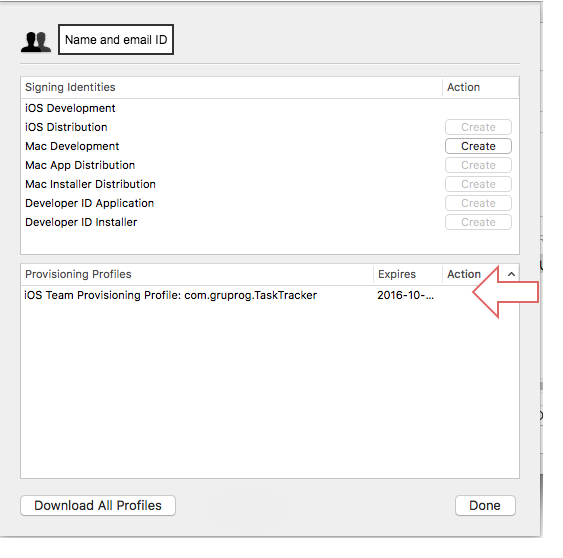 Name and email ID
Signing Identities Action
iOS Development
iOS Distribution Create
Mac Development Create
Mac App Distribution Create
Mac Installer Distribution Create
Developer ID Application Create
Developer ID Installer Create
Provisioning Profiles Expires Action
iOS Team Provisioning Profile: com.gruprog.TaskTracker 2016-10-...
Download All Profiles Done